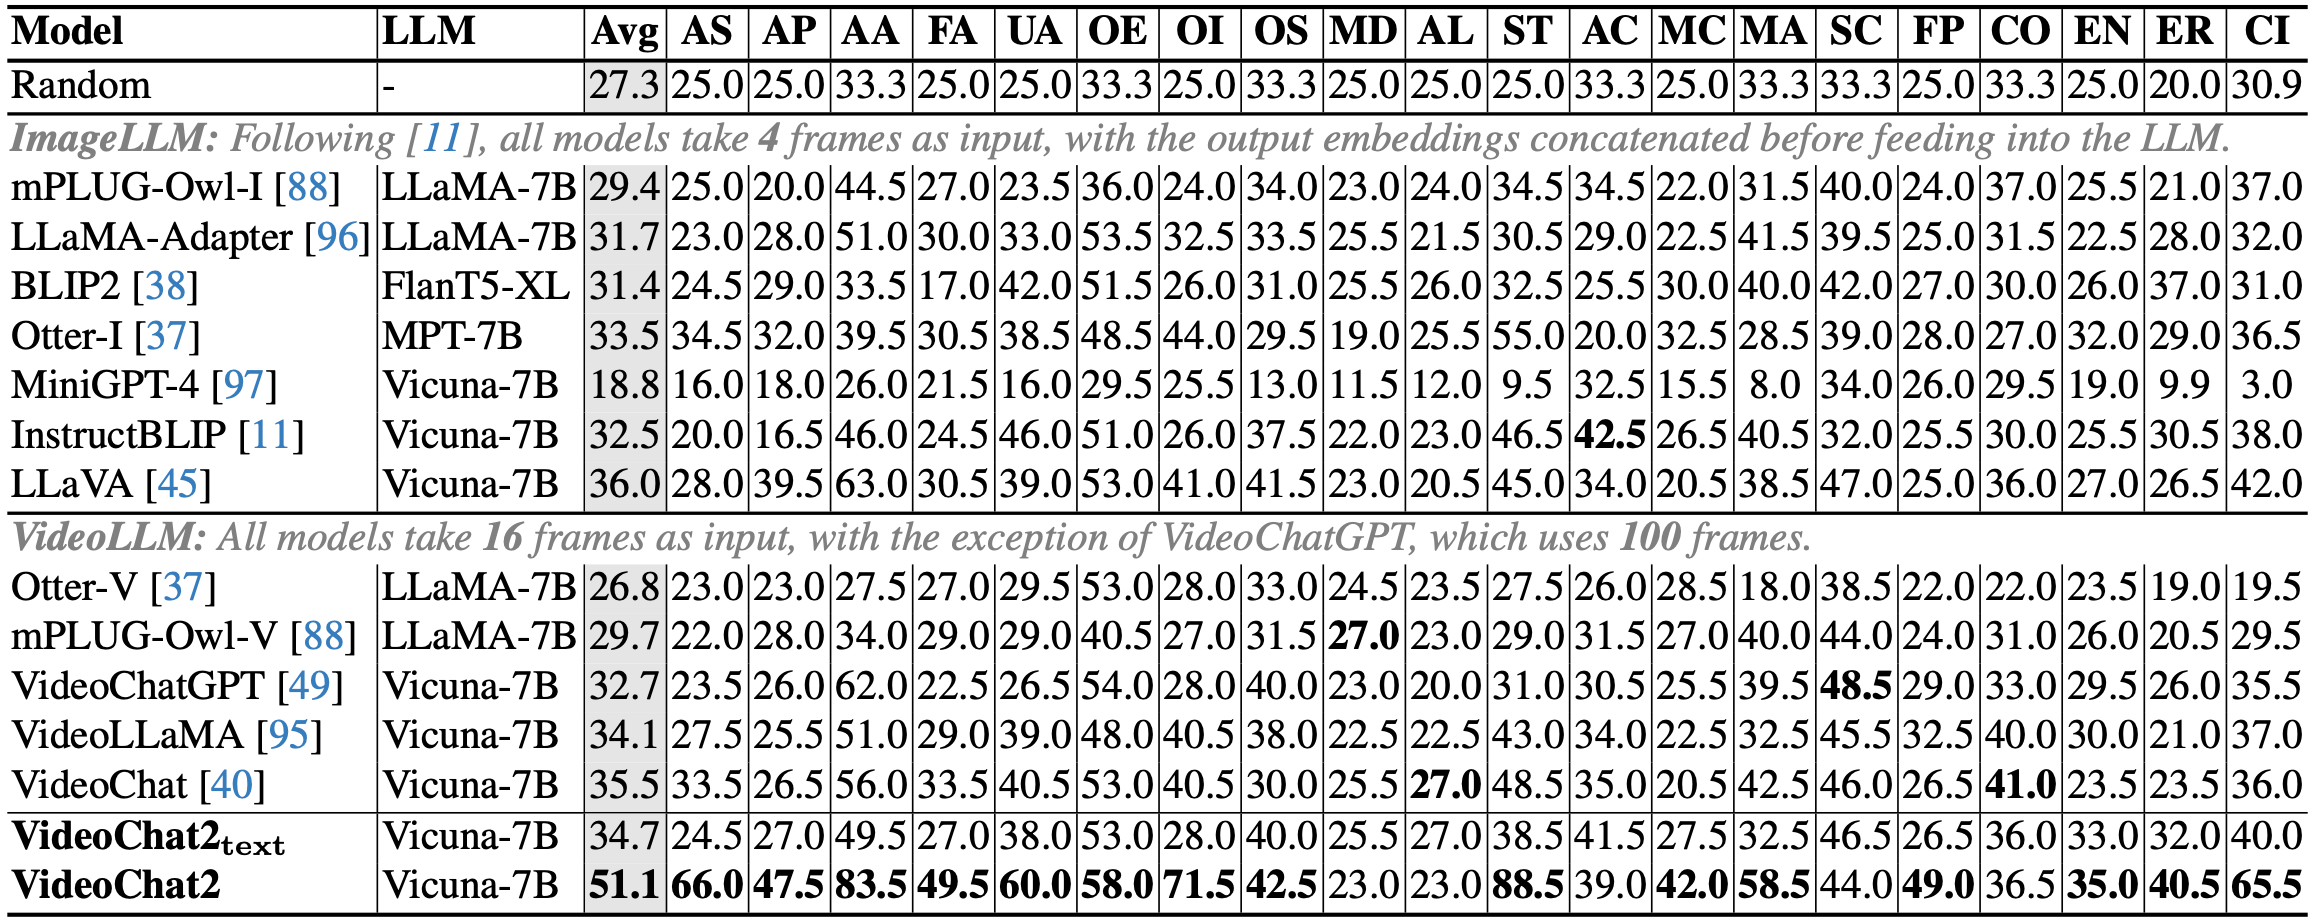 Model LLM Avg AS AP AA FA UA OE OI OS MD AL ST AC MC MA SC FP CO EN ER CI
Random - 27.3 25.0 25.0 33.3 25.0 25.0 33.3 25.0 33.3 25.0 25.0 25.0 33.3 25.0 33.3 33.3 25.0 33.3 25.0 20.0 30.9
ImageLLM: Following [11], all models take 4 frames as input, with the output embeddings concatenated before feeding into the LLM.
mPLUG-Owl-I [88] LLaMA-7B 29.4 25.0 20.0 44.5 27.0 23.5 36.0 24.0 34.0 23.0 24.0 34.5 34.5 22.0 31.5 40.0 24.0 37.0 25.5 21.0 37.0
LLaMA-Adapter [96] LLaMA-7B 31.7 23.0 28.0 51.0 30.0 33.0 53.5 32.5 33.5 25.5 21.5 30.5 29.0 22.5 41.5 39.5 25.0 31.5 22.5 28.0 32.0
BLIP2 [38] FlanT5-XL 31.4 24.5 29.0 33.5 17.0 42.0 51.5 26.0 31.0 25.5 26.0 32.5 25.5 30.0 40.0 42.0 27.0 30.0 26.0 37.0 31.0
Otter-I [37] MPT-7B 33.5 34.5 32.0 39.5 30.5 38.5 48.5 44.0 29.5 19.0 25.5 55.0 20.0 32.5 28.5 39.0 28.0 27.0 32.0 29.0 36.5
MiniGPT-4 [97] Vicuna-7B 18.8 16.0 18.0 26.0 21.5 16.0 29.5 25.5 13.0 11.5 12.0 9.5 32.5 15.5 8.0 34.0 26.0 29.5 19.0 9.9 3.0
InstructBLIP [11] Vicuna-7B 32.5 20.0 16.5 46.0 24.5 46.0 51.0 26.0 37.5 22.0 23.0 46.5 42.5 26.5 40.5 32.0 25.5 30.0 25.5 30.5 38.0
LLaVA [45] Vicuna-7B 36.0 28.0 39.5 63.0 30.5 39.0 53.0 41.0 41.5 23.0 20.5 45.0 34.0 20.5 38.5 47.0 25.0 36.0 27.0 26.5 42.0
VideoLLM: All models take 16 frames as input, with the exception of VideoChatGPT, which uses 100 frames.
Otter-V [37] LLaMA-7B 26.8 23.0 23.0 27.5 27.0 29.5 53.0 28.0 33.0 24.5 23.5 27.5 26.0 28.5 18.0 38.5 22.0 22.0 23.5 19.0 19.5
mPLUG-Owl-V [88] LLaMA-7B 29.7 22.0 28.0 34.0 29.0 29.0 40.5 27.0 31.5 27.0 23.0 29.0 31.5 27.0 40.0 44.0 24.0 31.0 26.0 20.5 29.5
VideoChatGPT [49] Vicuna-7B 32.7 23.5 26.0 62.0 22.5 26.5 54.0 28.0 40.0 23.0 20.0 31.0 30.5 25.5 39.5 48.5 29.0 33.0 29.5 26.0 35.5
VideoLLaMA [95] Vicuna-7B 34.1 27.5 25.5 51.0 29.0 39.0 48.0 40.5 38.0 22.5 22.5 43.0 34.0 22.5 32.5 45.5 32.5 40.0 30.0 21.0 37.0
VideoChat [40] Vicuna-7B 35.5 33.5 26.5 56.0 33.5 40.5 53.0 40.5 30.0 25.5 27.0 48.5 35.0 20.5 42.5 46.0 26.5 41.0 23.5 23.5 36.0
VideoChat2text Vicuna-7B 34.7 24.5 27.0 49.5 27.0 38.0 53.0 28.0 40.0 25.5 27.0 38.5 41.5 27.5 32.5 46.5 26.5 36.0 33.0 32.0 40.0
VideoChat2 Vicuna-7B 51.1 66.0 47.5 83.5 49.5 60.0 58.0 71.5 42.5 23.0 23.0 88.5 39.0 42.0 58.5 44.0 49.0 36.5 35.0 40.5 65.5